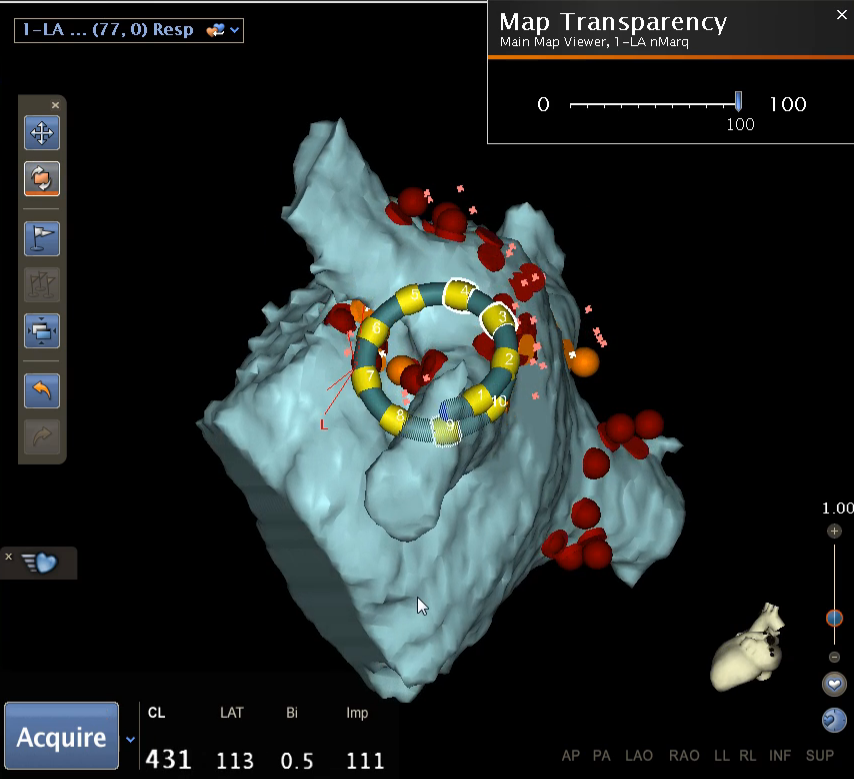 1-LA ... (77, 0) Resp
Map Transparency
Main Map Viewer, 1-LA nMarq
0 100
100
5 4
3
6
2
7
1 10
8
9
L
1.00
CL LAT Bi Imp
Acquire
431 113 0.5 111
AP PA LAO RAO LL RL INF SUP